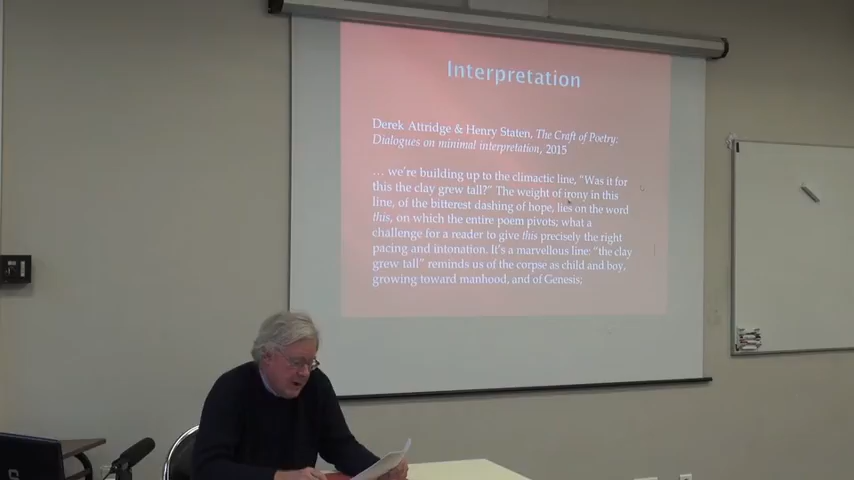 Interpretation
Derek Attridge & Henry Staten, The Craft of Poetry:
Dialogues on minimal interpretation, 2015
… we're building up to the climactic line, "Was it for
this the clay grew tall?" The weight of irony in this
line, of the bitterest dashing of hope, lies on the word
this, on which the entire poem pivots; what a
challenge for a reader to give this precisely the right
pacing and intonation. It's a marvellous line: "the clay
grew tall" reminds us of the corpse as child and boy,
growing toward manhood, and of Genesis;